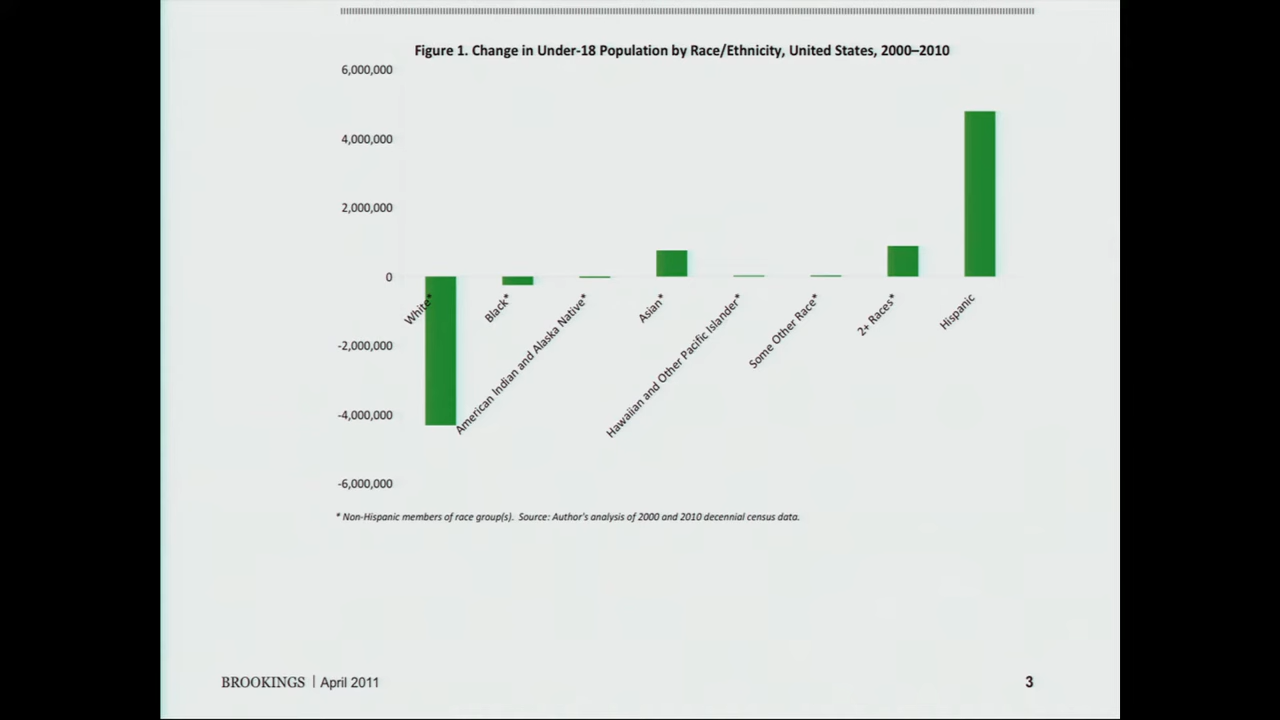 Figure 1. Change in Under-18 Population by Race/Ethnicity, United States, 2000–2010
6,000,000
4,000,000
2,000,000
0
-2,000,000
-4,000,000
-6,000,000
White*
Black*
American Indian and Alaska Native*
Asian*
Hawaiian and Other Pacific Islander*
Some Other Race*
2+ Races*
Hispanic
* Non-Hispanic members of race group(s). Source: Author's analysis of 2000 and 2010 decennial census data.
BROOKINGS | April 2011
3